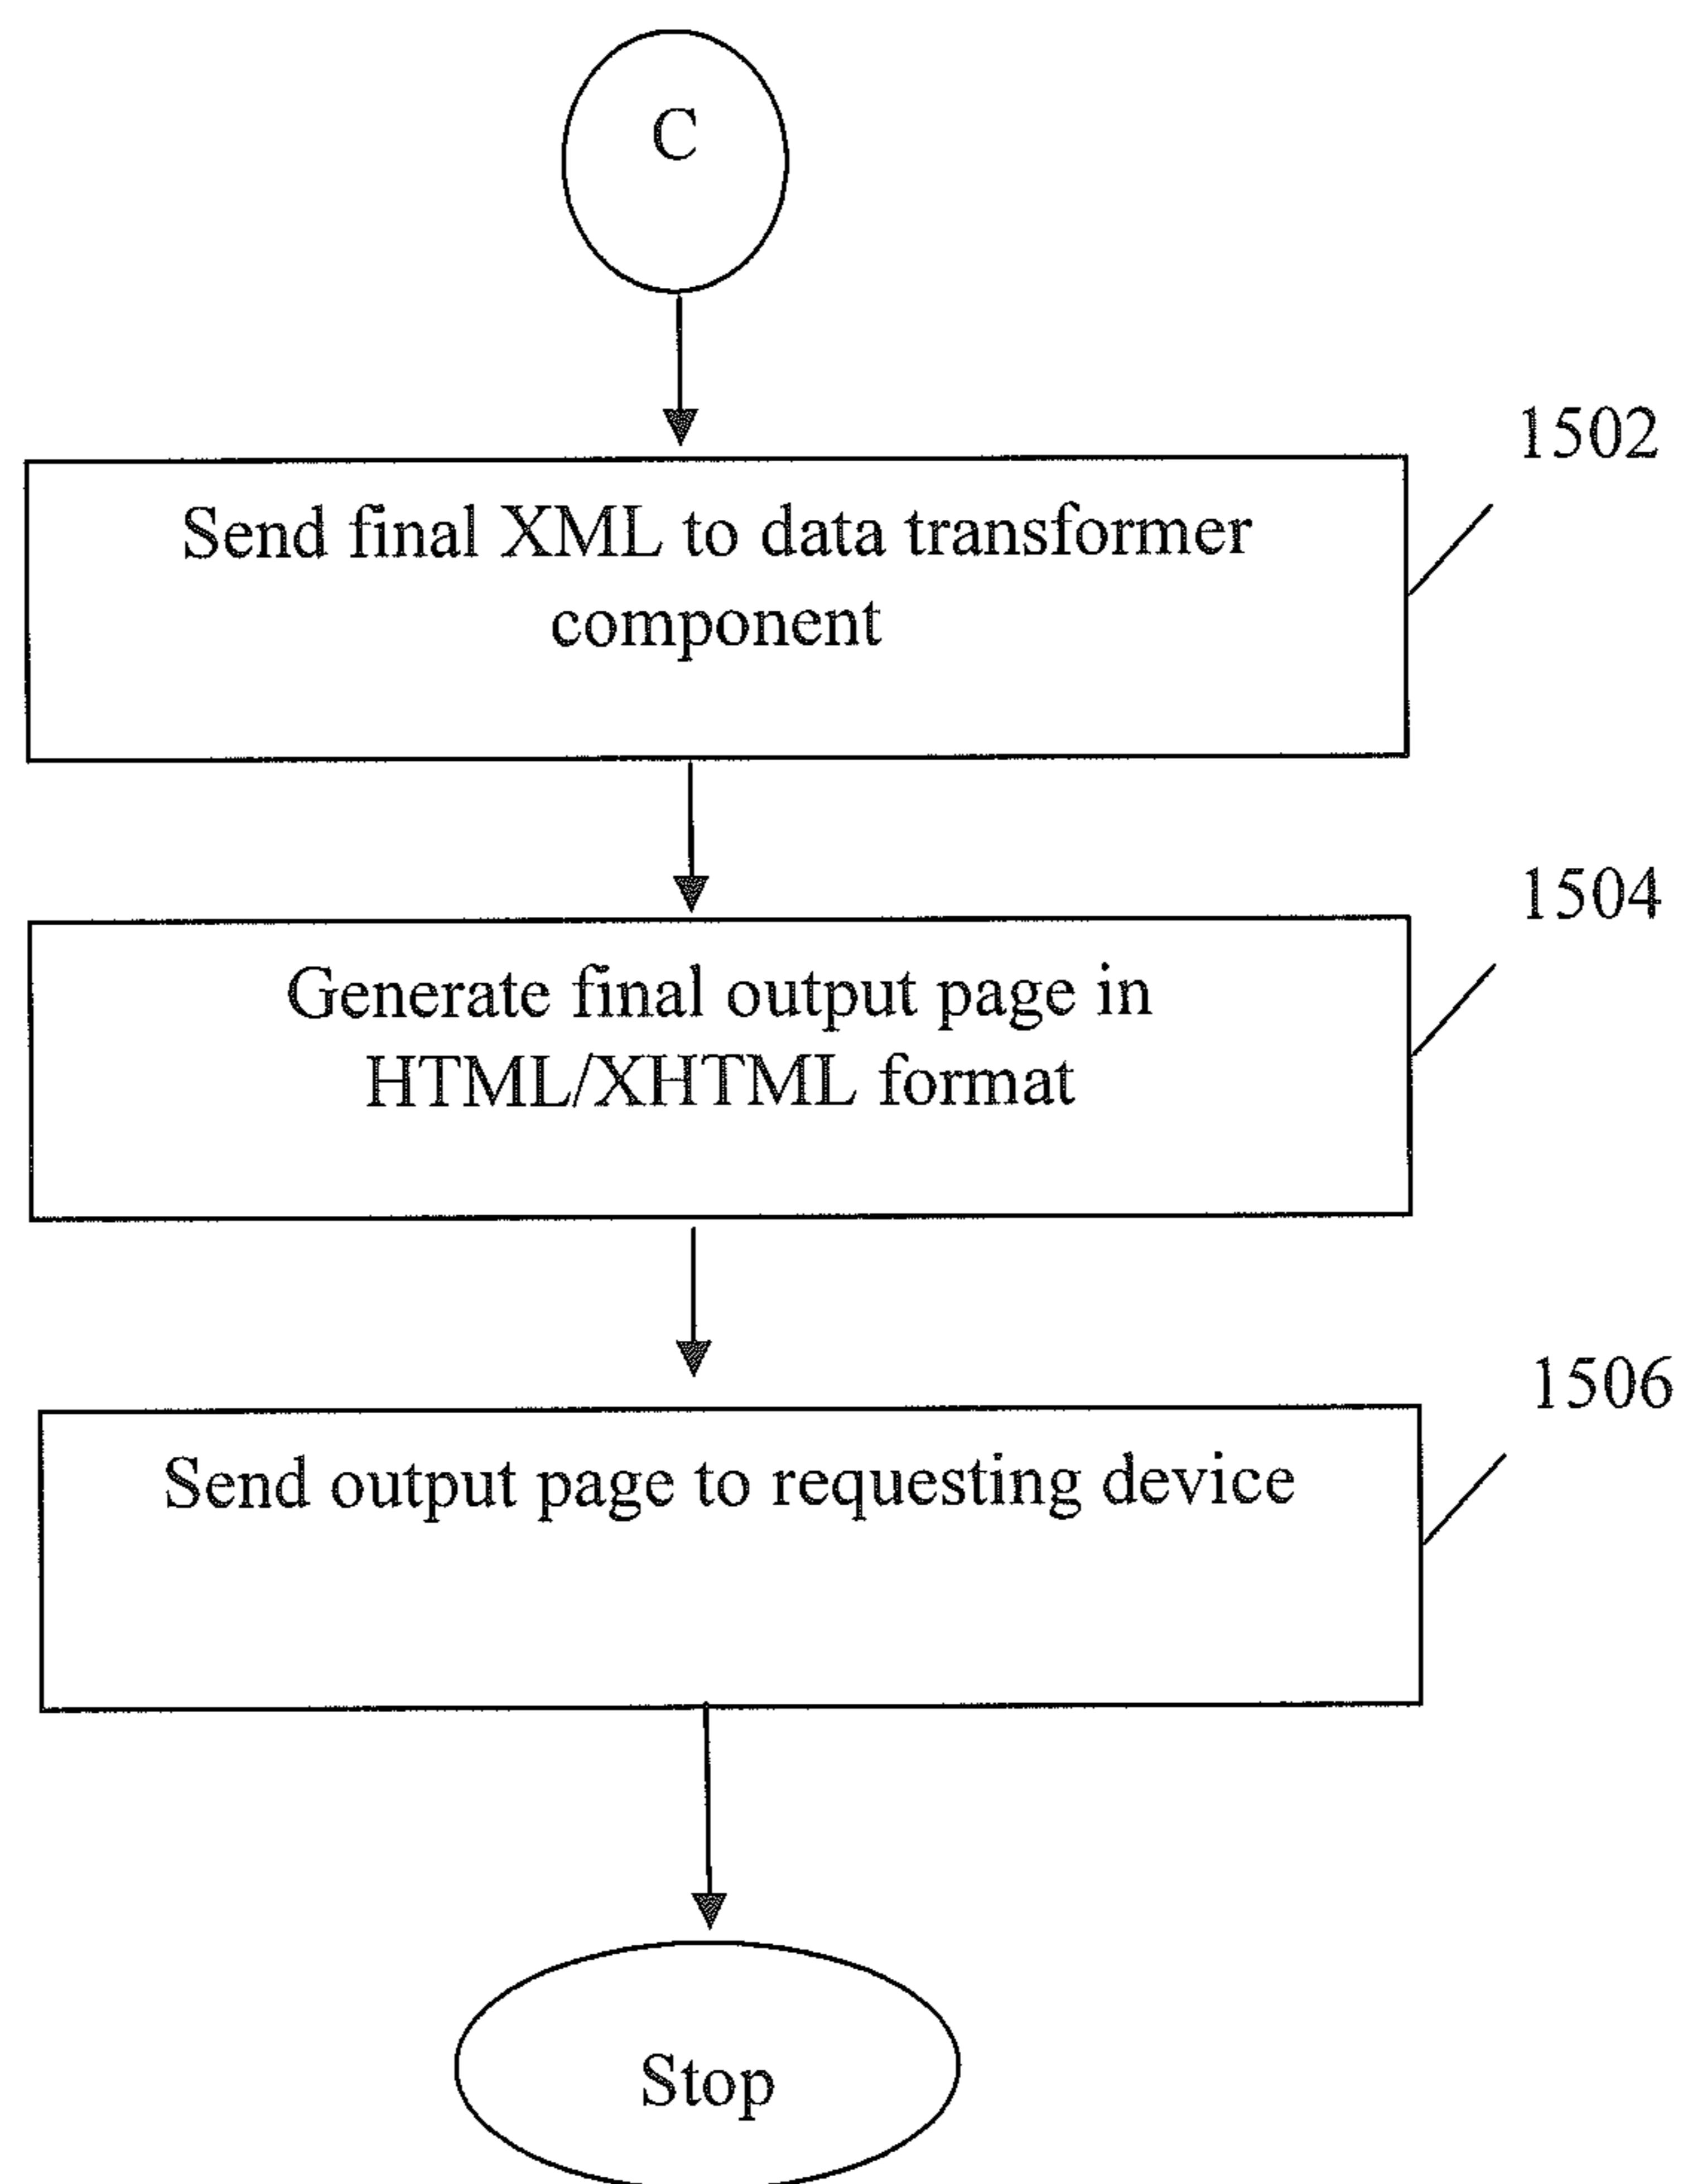 C
1502
Send final XML to data transformer
component
1504
Generate final output page in
HTML/XHTML format
1506
Send output page to requesting device
Stop